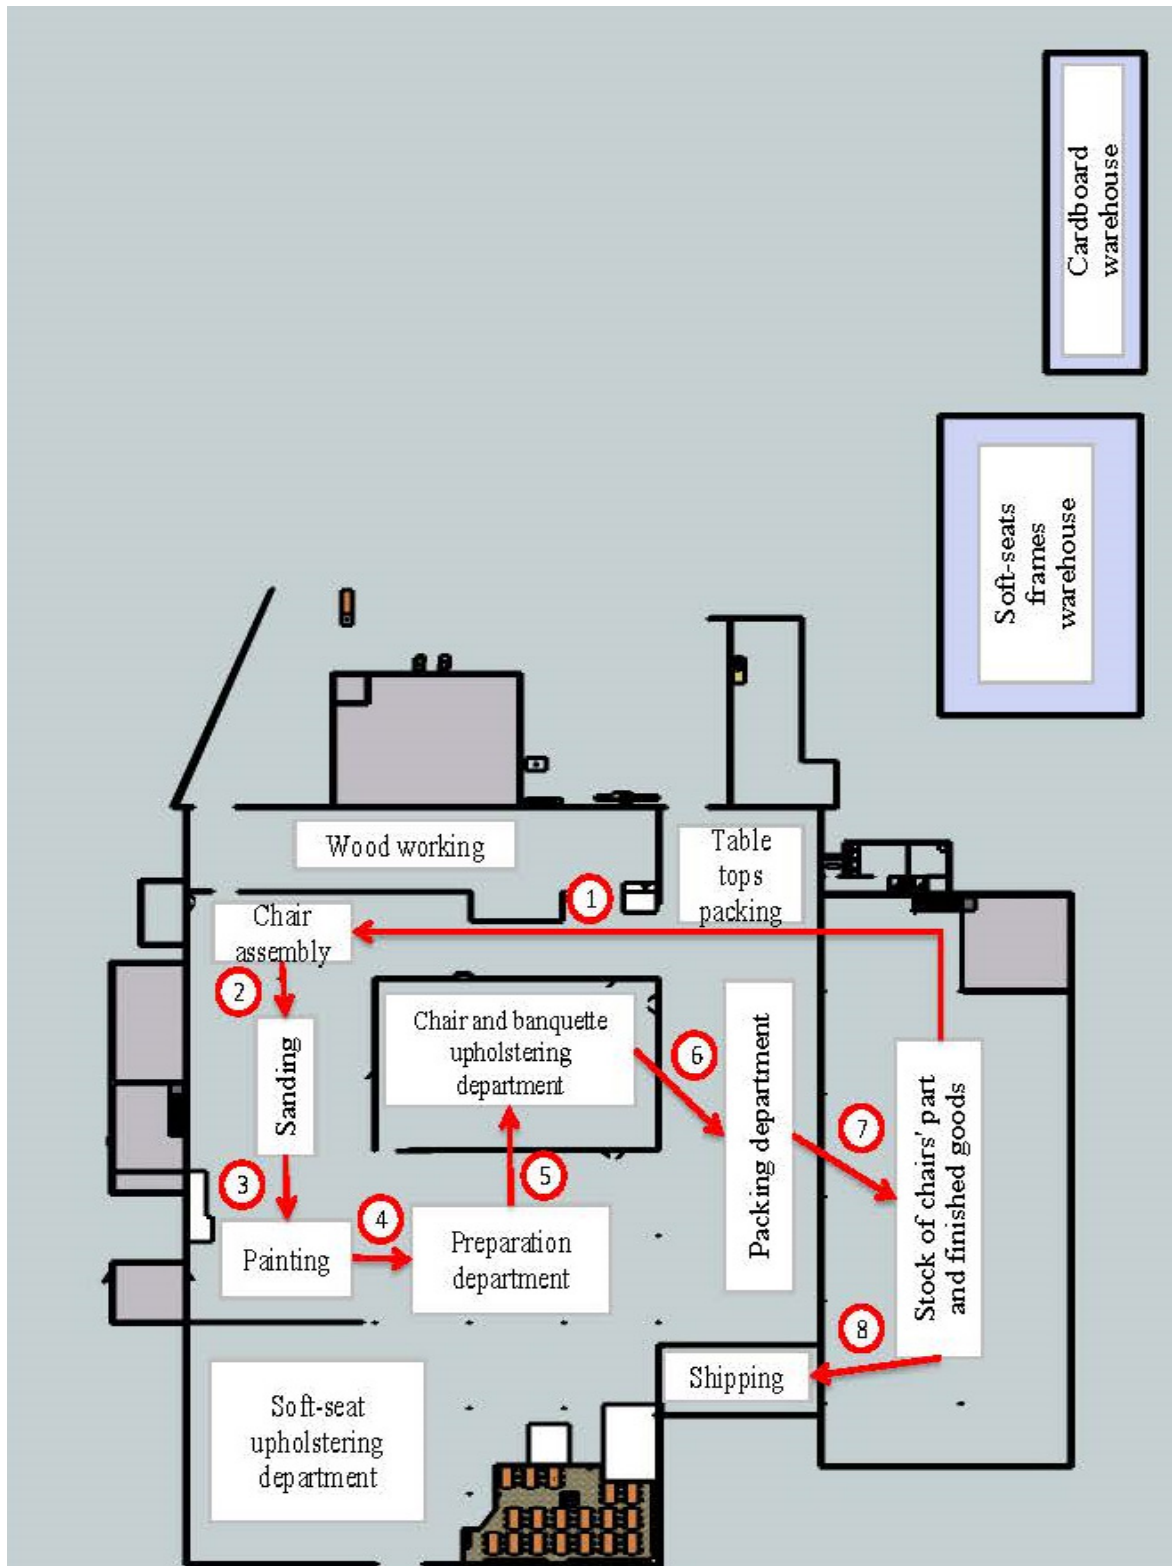 Cardboard
warehouse
Soft-seats
frames
warehouse
Wood working
Table
tops
packing
1
Chair
assembly
2
Sanding
Chair and banquette
upholstering
department
6
Packing department
7
Stock of chairs' part
and finished goods
3
4
5
Painting
Preparation
department
8
Shipping
Soft-seat
upholstering
department